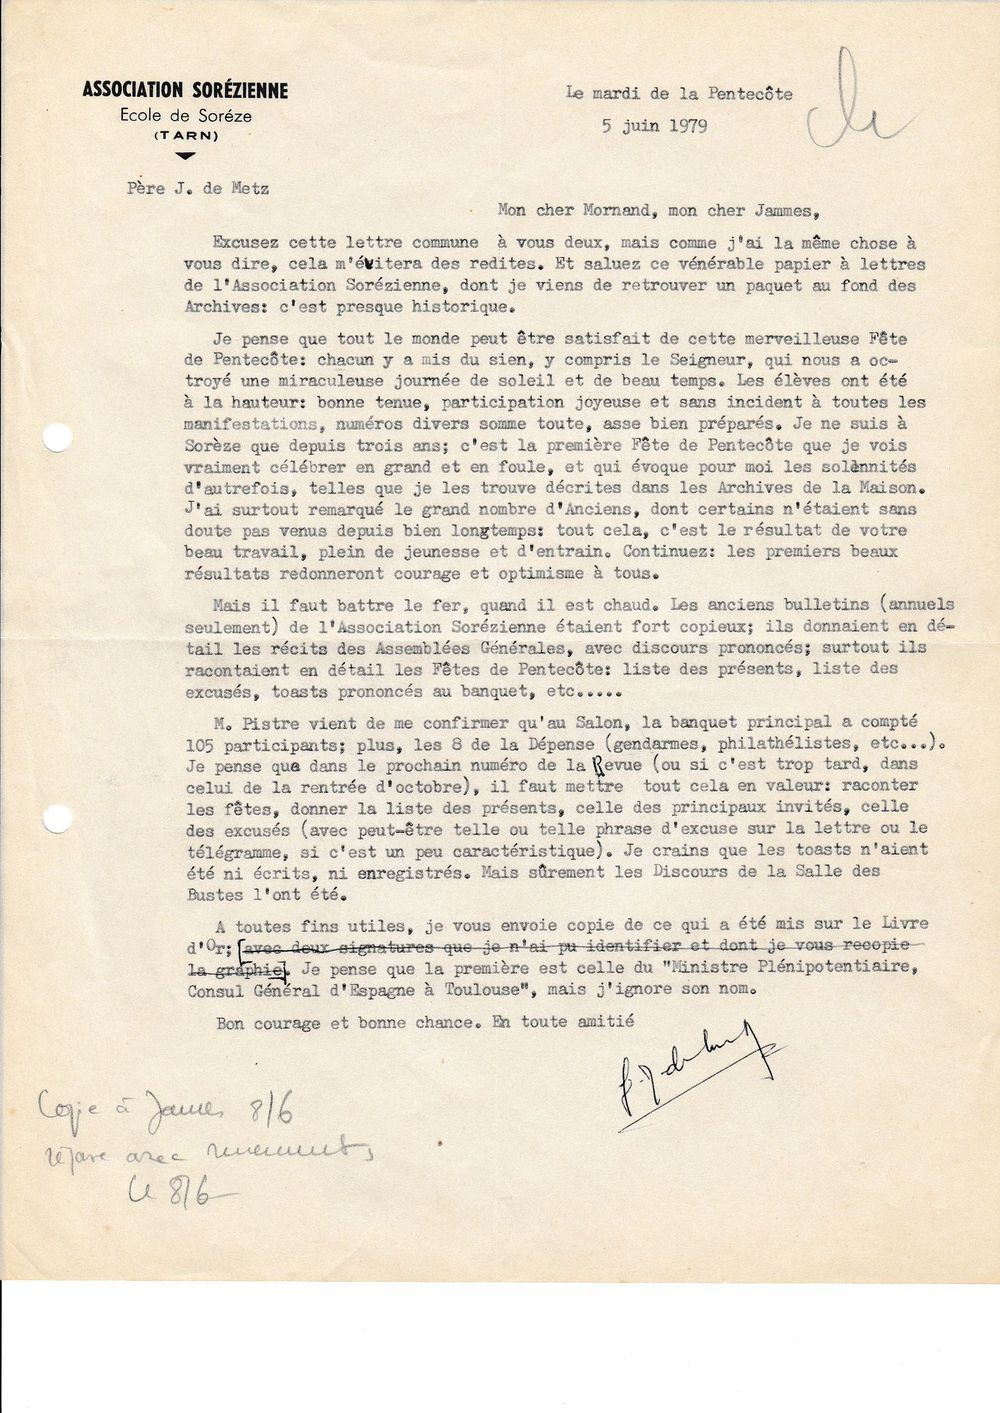 ASSOCIATION SORÉZIENNE
Ecole de Soréze
(TARN)
Le mardi de la Pentecôte
5 juin 1979
Père J. de Metz
Mon cher Mornand, mon cher Jammes,
Excusez cette lettre commune à vous deux, mais comme j'ai la même chose à
vous dire, cela m'évitera des redites. Et saluez ce vénérable papier à lettres
de l'Association Sorézienne, dont je viens de retrouver un paquet au fond des
Archives: c'est presque historique.
Je pense que tout le monde peut être satisfait de cette merveilleuse Fête
de Pentecôte: chacun y a mis du sien, y compris le Seigneur, qui nous a oc-
troyé une miraculeuse journée de soleil et de beau temps. Les élèves ont été
à la hauteur: bonne tenue, participation joyeuse et sans incident à toutes les
manifestations, numéros divers somme toute, asse bien préparés. Je ne suis à
Sorèze que depuis trois ans; c'est la première Fête de Pentecôte que je vois
vraiment célébrer en grand et en foule, et qui évoque pour moi les solènnités
d'autrefois, telles que je les trouve décrites dans les Archives de la Maison.
J'ai surtout remarqué le grand nombre d'Anciens, dont certains n'étaient sans
doute pas venus depuis bien longtemps: tout cela, c'est le résultat de votre
beau travail, plein de jeunesse et d'entrain. Continuez: les premiers beaux
résultats redonneront courage et optimisme à tous.
Mais il faut battre le fer, quand il est chaud. Les anciens bulletins (annuels
seulement) de l'Association Sorézienne étaient fort copieux; ils donnaient en dé-
tail les récits des Assemblées Générales, avec discours prononcés; surtout ils
racontaient en détail les Fêtes de Pentecôte: liste des présents, liste des
excusés, toasts prononcés au banquet, etc.....
M. Pistre vient de me confirmer qu'au Salon, la banquet principal a compté
105 participants; plus, les 8 de la Dépense (gendarmes, philathélistes, etc...).
Je pense que dans le prochain numéro de la Revue (ou si c'est trop tard, dans
celui de la rentrée d'octobre), il faut mettre tout cela en valeur: raconter
les fêtes, donner la liste des présents, celle des principaux invités, celle
des excusés (avec peut-être telle ou telle phrase d'excuse sur la lettre ou le
télégramme, si c'est un peu caractéristique). Je crains que les toasts n'aient
été ni écrits, ni enregistrés. Mais sûrement les Discours de la Salle des
Bustes l'ont été.
A toutes fins utiles, je vous envoie copie de ce qui a été mis sur le Livre
d'Or; [avec deux signatures que je n'ai pu identifier et dont je vous recopie
la graphie]. Je pense que la première est celle du "Ministre Plénipotentiaire,
Consul Général d'Espagne à Toulouse", mais j'ignore son nom.
Bon courage et bonne chance. En toute amitié
Copie à James 8/6
avec
le 8/6